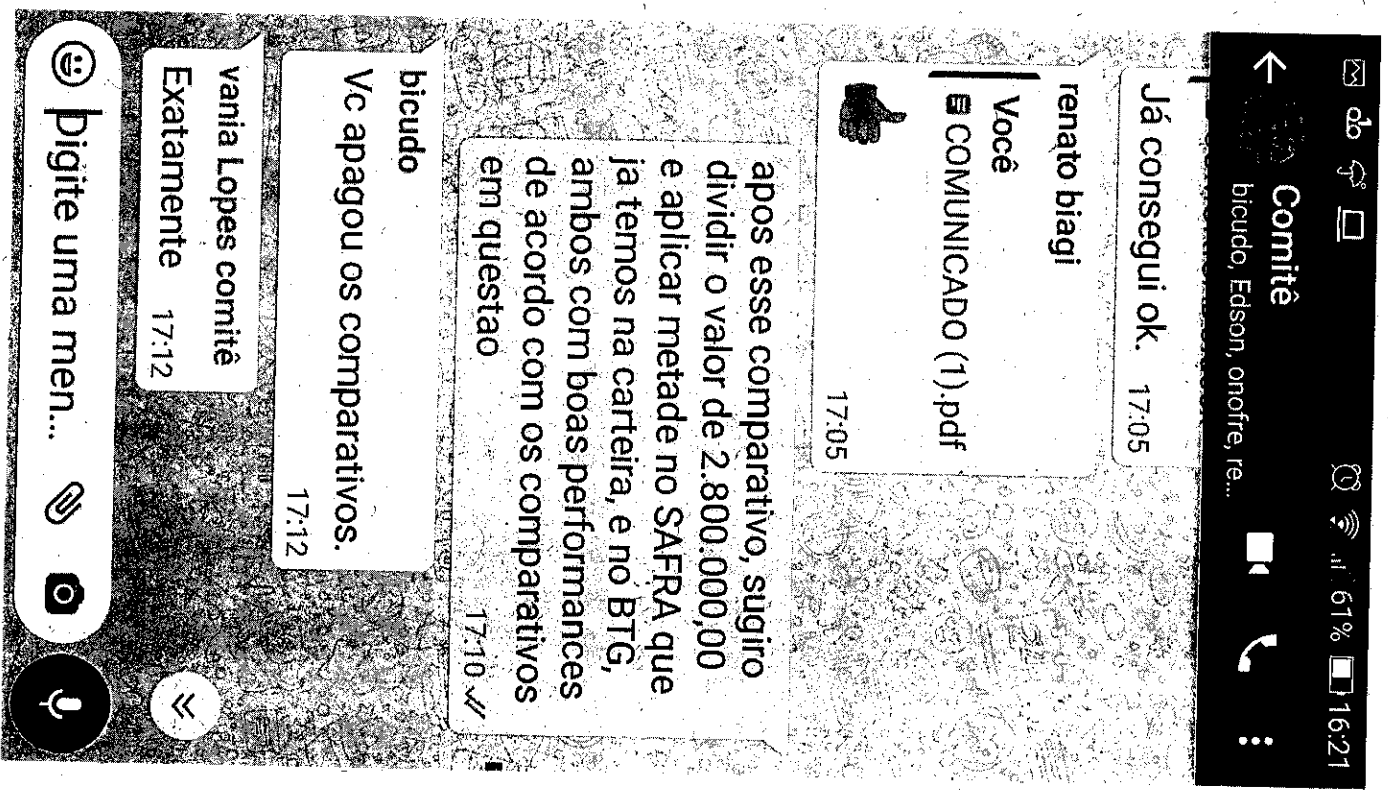 61% 16:21
Comitê
bicudo, Edson, onofre, re...
Já consegui ok. 17:05
renato biagi
Você
COMUNICADO (1).pdf
17:05
apos esse comparativo, sugiro
dividir o valor de 2.800.000,00
e aplicar metade no SAFRA que
ja temos na carteira, e no BTG,
ambos com boas performances
de acordo com os comparativos
em questao
17:10
bicudo
Vc apagou os comparativos.
17:12
vania Lopes comitê
Exatamente 17:12
Digite uma men...